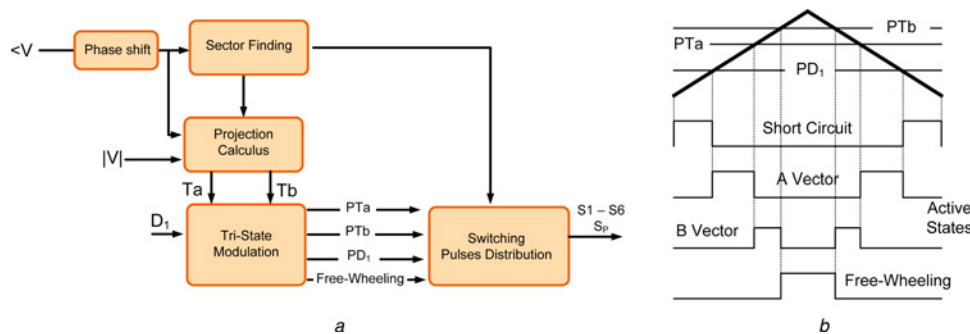 <V
Phase shift
Sector Finding
Projection
Calculus
|V|
Ta
Tb
D₁
Tri-State
Modulation
PTa
PTb
PD₁
Free-Wheeling
Switching
Pulses Distribution
S1 – S6
Sₚ
a
PTb
PTa
PD₁
Short Circuit
A Vector
B Vector
Active
States
Free-Wheeling
b